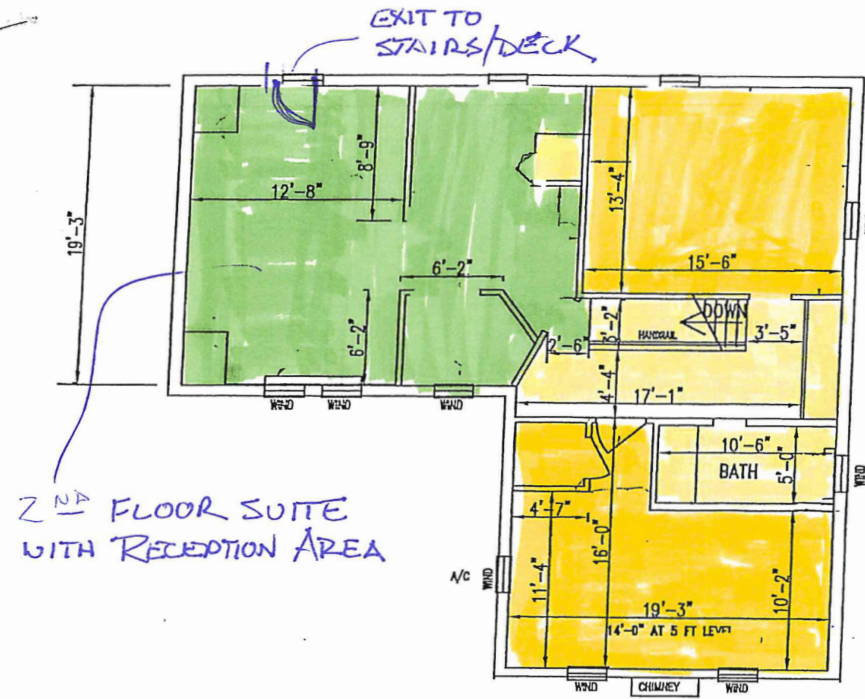 EXIT TO
STAIRS/DECK
19'-3"
12'-8"
8'-9"
6'-2"
6'-2"
13'-4"
15'-6"
DOWN
HANDRAIL
3'-2"
2'-6"
3'-5"
4'-4"
17'-1"
WIND
WIND
WIND
WIND
10'-6"
BATH
5'-0"
WIND
2ND FLOOR SUITE
WITH RECEPTION AREA
4'-7"
16'-0"
11'-4"
10'-2"
A/C
WIND
19'-3"
14'-0" AT 5 FT LEVEL
WIND
CHIMNEY
WIND